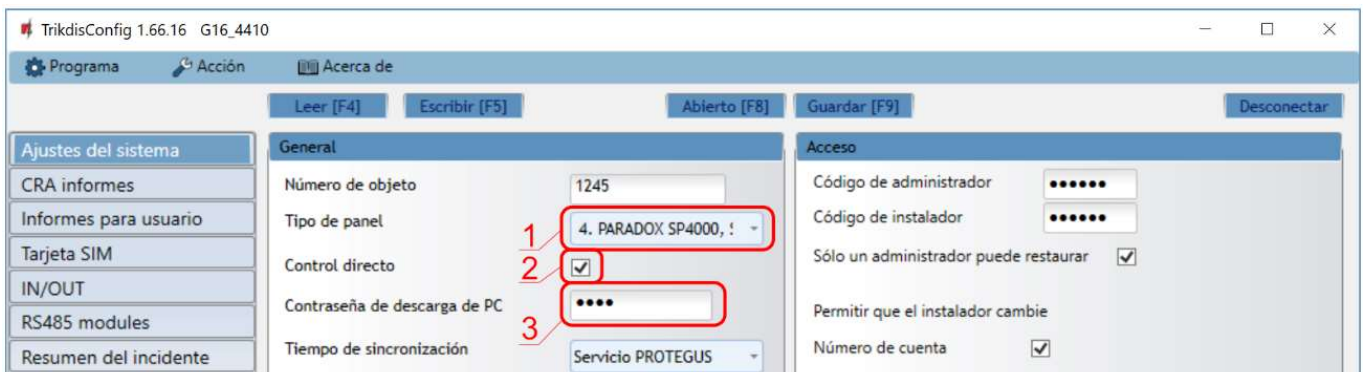 TrikdisConfig 1.66.16 G16_4410
Programa Acción Acerca de
Leer [F4] Escribir [F5] Abierto [F8] Guardar [F9] Desconectar
Ajustes del sistema
CRA informes
Informes para usuario
Tarjeta SIM
IN/OUT
RS485 modules
Resumen del incidente
General
Número de objeto 1245
Tipo de panel 1 4. PARADOX SP4000, S
Control directo 2
Contraseña de descarga de PC •••• 3
Tiempo de sincronización Servicio PROTEGUS
Acceso
Código de administrador ••••••
Código de instalador ••••••
Sólo un administrador puede restaurar
Permitir que el instalador cambie
Número de cuenta